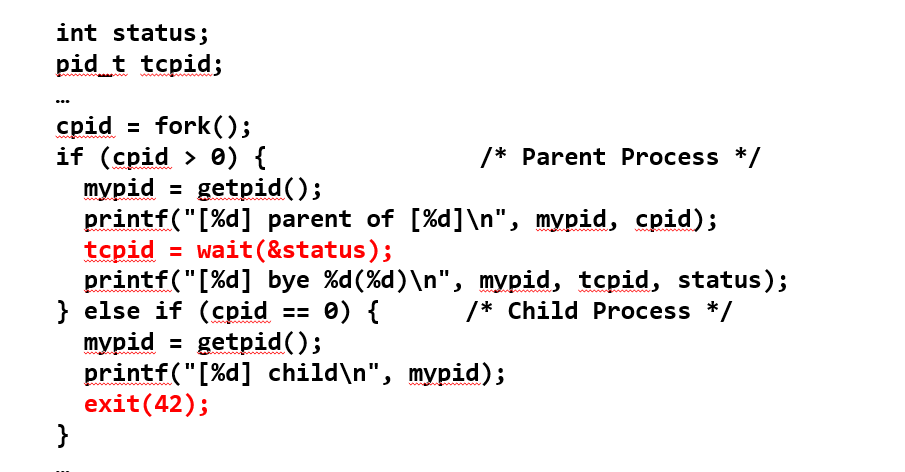 int status;
pid_t tcpid;
…
cpid = fork();
if (cpid > 0) {               /* Parent Process */
  mypid = getpid();
  printf("[%d] parent of [%d]\n", mypid, cpid);
  tcpid = wait(&status);
  printf("[%d] bye %d(%d)\n", mypid, tcpid, status);
} else if (cpid == 0) {      /* Child Process */
  mypid = getpid();
  printf("[%d] child\n", mypid);
  exit(42);
}
…